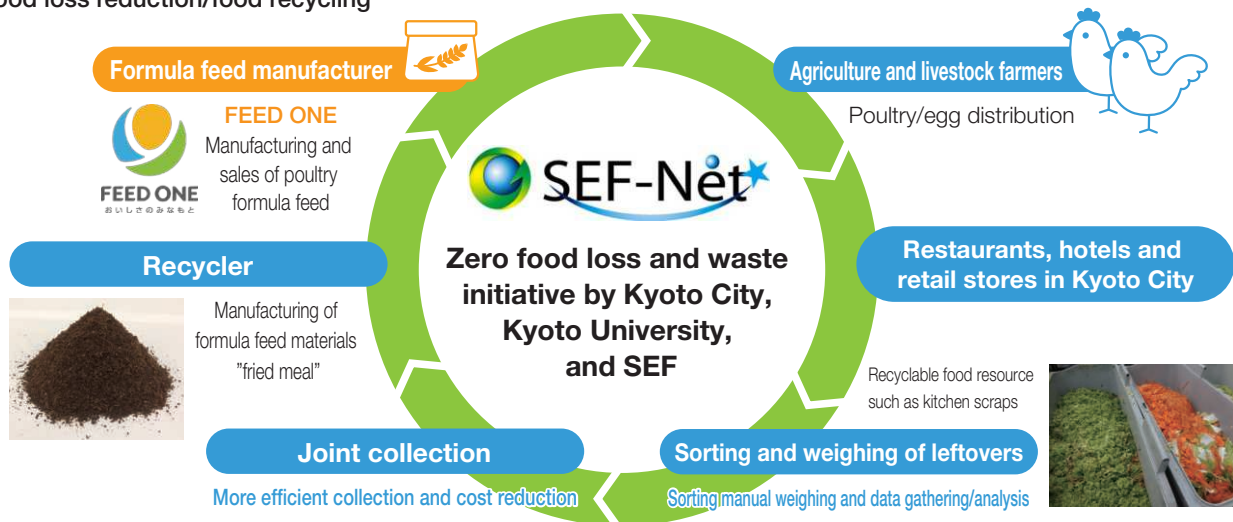 food loss reduction/food recycling
Formula feed manufacturer
FEED ONE
Manufacturing and
sales of poultry
formula feed
FEED ONE
おいしさのみなもと
Agriculture and livestock farmers
Poultry/egg distribution
SEF-Net
Zero food loss and waste
initiative by Kyoto City,
Kyoto University,
and SEF
Recycler
Manufacturing of
formula feed materials
"fried meal"
Restaurants, hotels and
retail stores in Kyoto City
Recyclable food resource
such as kitchen scraps
Joint collection
More efficient collection and cost reduction
Sorting and weighing of leftovers
Sorting manual weighing and data gathering/analysis